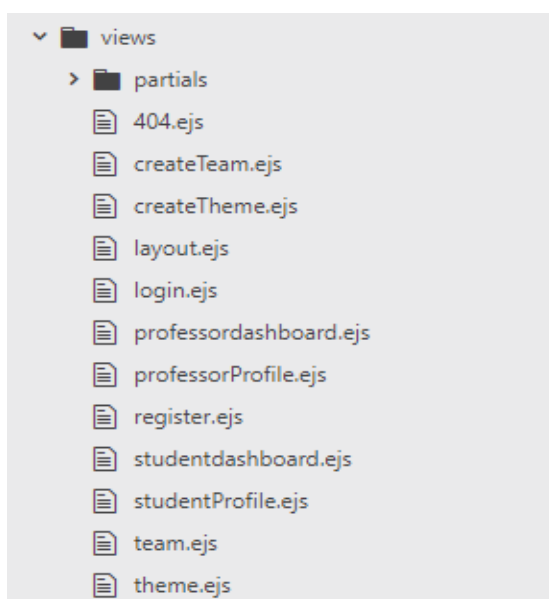 views
partials
404.ejs
createTeam.ejs
createTheme.ejs
layout.ejs
login.ejs
professordashboard.ejs
professorProfile.ejs
register.ejs
studentdashboard.ejs
studentProfile.ejs
team.ejs
theme.ejs